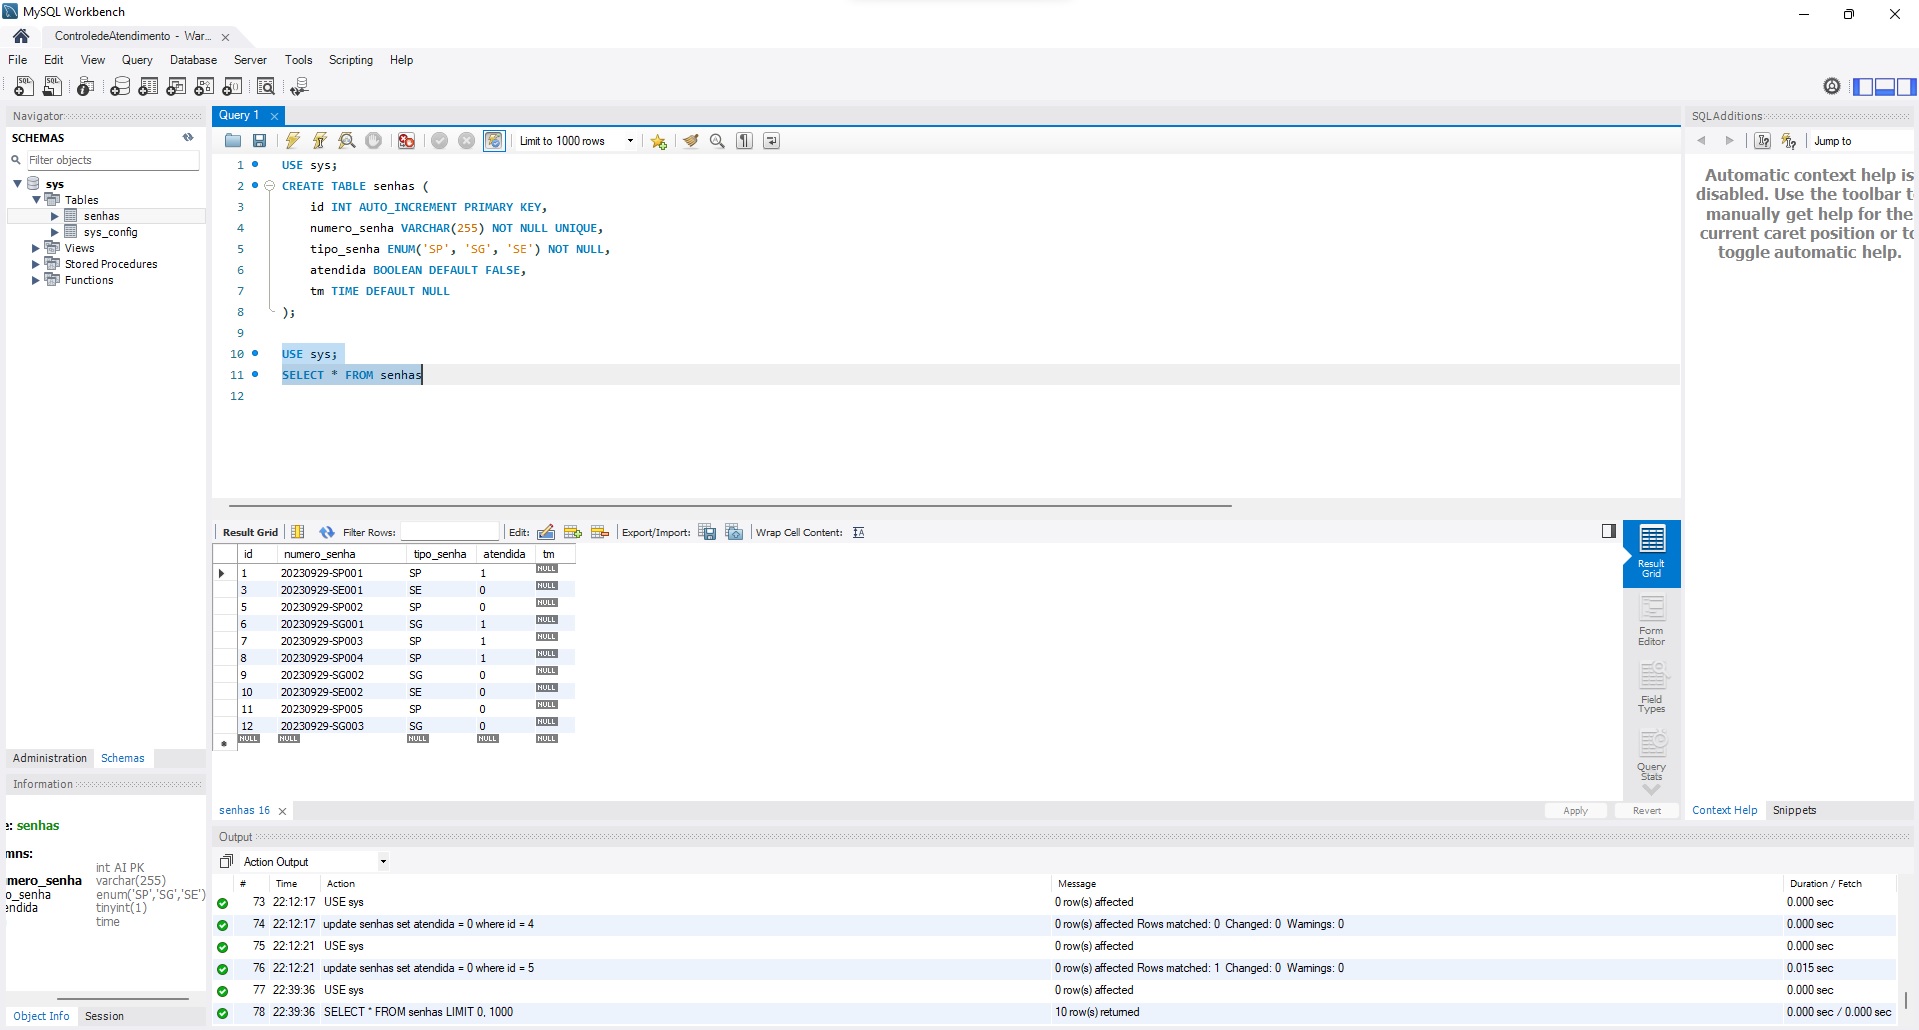 MySQL Workbench
ControledeAtendimento - War...
File Edit View Query Database Server Tools Scripting Help
Navigator
SCHEMAS
Filter objects
sys
Tables
senhas
sys_config
Views
Stored Procedures
Functions
Administration Schemas
Information
e: senhas
mns:
int AI PK
mero_senha varchar(255)
o_senha enum('SP','SG','SE')
endida tinyint(1)
time
Object Info Session
Query 1
Limit to 1000 rows
1 USE sys;
2 CREATE TABLE senhas (
3 id INT AUTO_INCREMENT PRIMARY KEY,
4 numero_senha VARCHAR(255) NOT NULL UNIQUE,
5 tipo_senha ENUM('SP', 'SG', 'SE') NOT NULL,
6 atendida BOOLEAN DEFAULT FALSE,
7 tm TIME DEFAULT NULL
8 );
9
10 USE sys;
11 SELECT * FROM senhas
12
Result Grid Filter Rows: Edit: Export/Import: Wrap Cell Content:
id numero_senha tipo_senha atendida tm
1 20230929-SP001 SP 1 NULL
3 20230929-SE001 SE 0 NULL
5 20230929-SP002 SP 0 NULL
6 20230929-SG001 SG 1 NULL
7 20230929-SP003 SP 1 NULL
8 20230929-SP004 SP 1 NULL
9 20230929-SG002 SG 0 NULL
10 20230929-SE002 SE 0 NULL
11 20230929-SP005 SP 0 NULL
12 20230929-SG003 SG 0 NULL
NULL NULL NULL NULL NULL
Result
Grid
Form
Editor
Field
Types
Query
Stats
senhas 16
Apply Revert
SQLAdditions
Jump to
Automatic context help is
disabled. Use the toolbar t
manually get help for the
current caret position or to
toggle automatic help.
Context Help Snippets
Output
Action Output
# Time Action Message Duration / Fetch
73 22:12:17 USE sys 0 row(s) affected 0.000 sec
74 22:12:17 update senhas set atendida = 0 where id = 4 0 row(s) affected Rows matched: 0 Changed: 0 Warnings: 0 0.000 sec
75 22:12:21 USE sys 0 row(s) affected 0.000 sec
76 22:12:21 update senhas set atendida = 0 where id = 5 0 row(s) affected Rows matched: 1 Changed: 0 Warnings: 0 0.015 sec
77 22:39:36 USE sys 0 row(s) affected 0.000 sec
78 22:39:36 SELECT * FROM senhas LIMIT 0, 1000 10 row(s) returned 0.000 sec / 0.000 sec